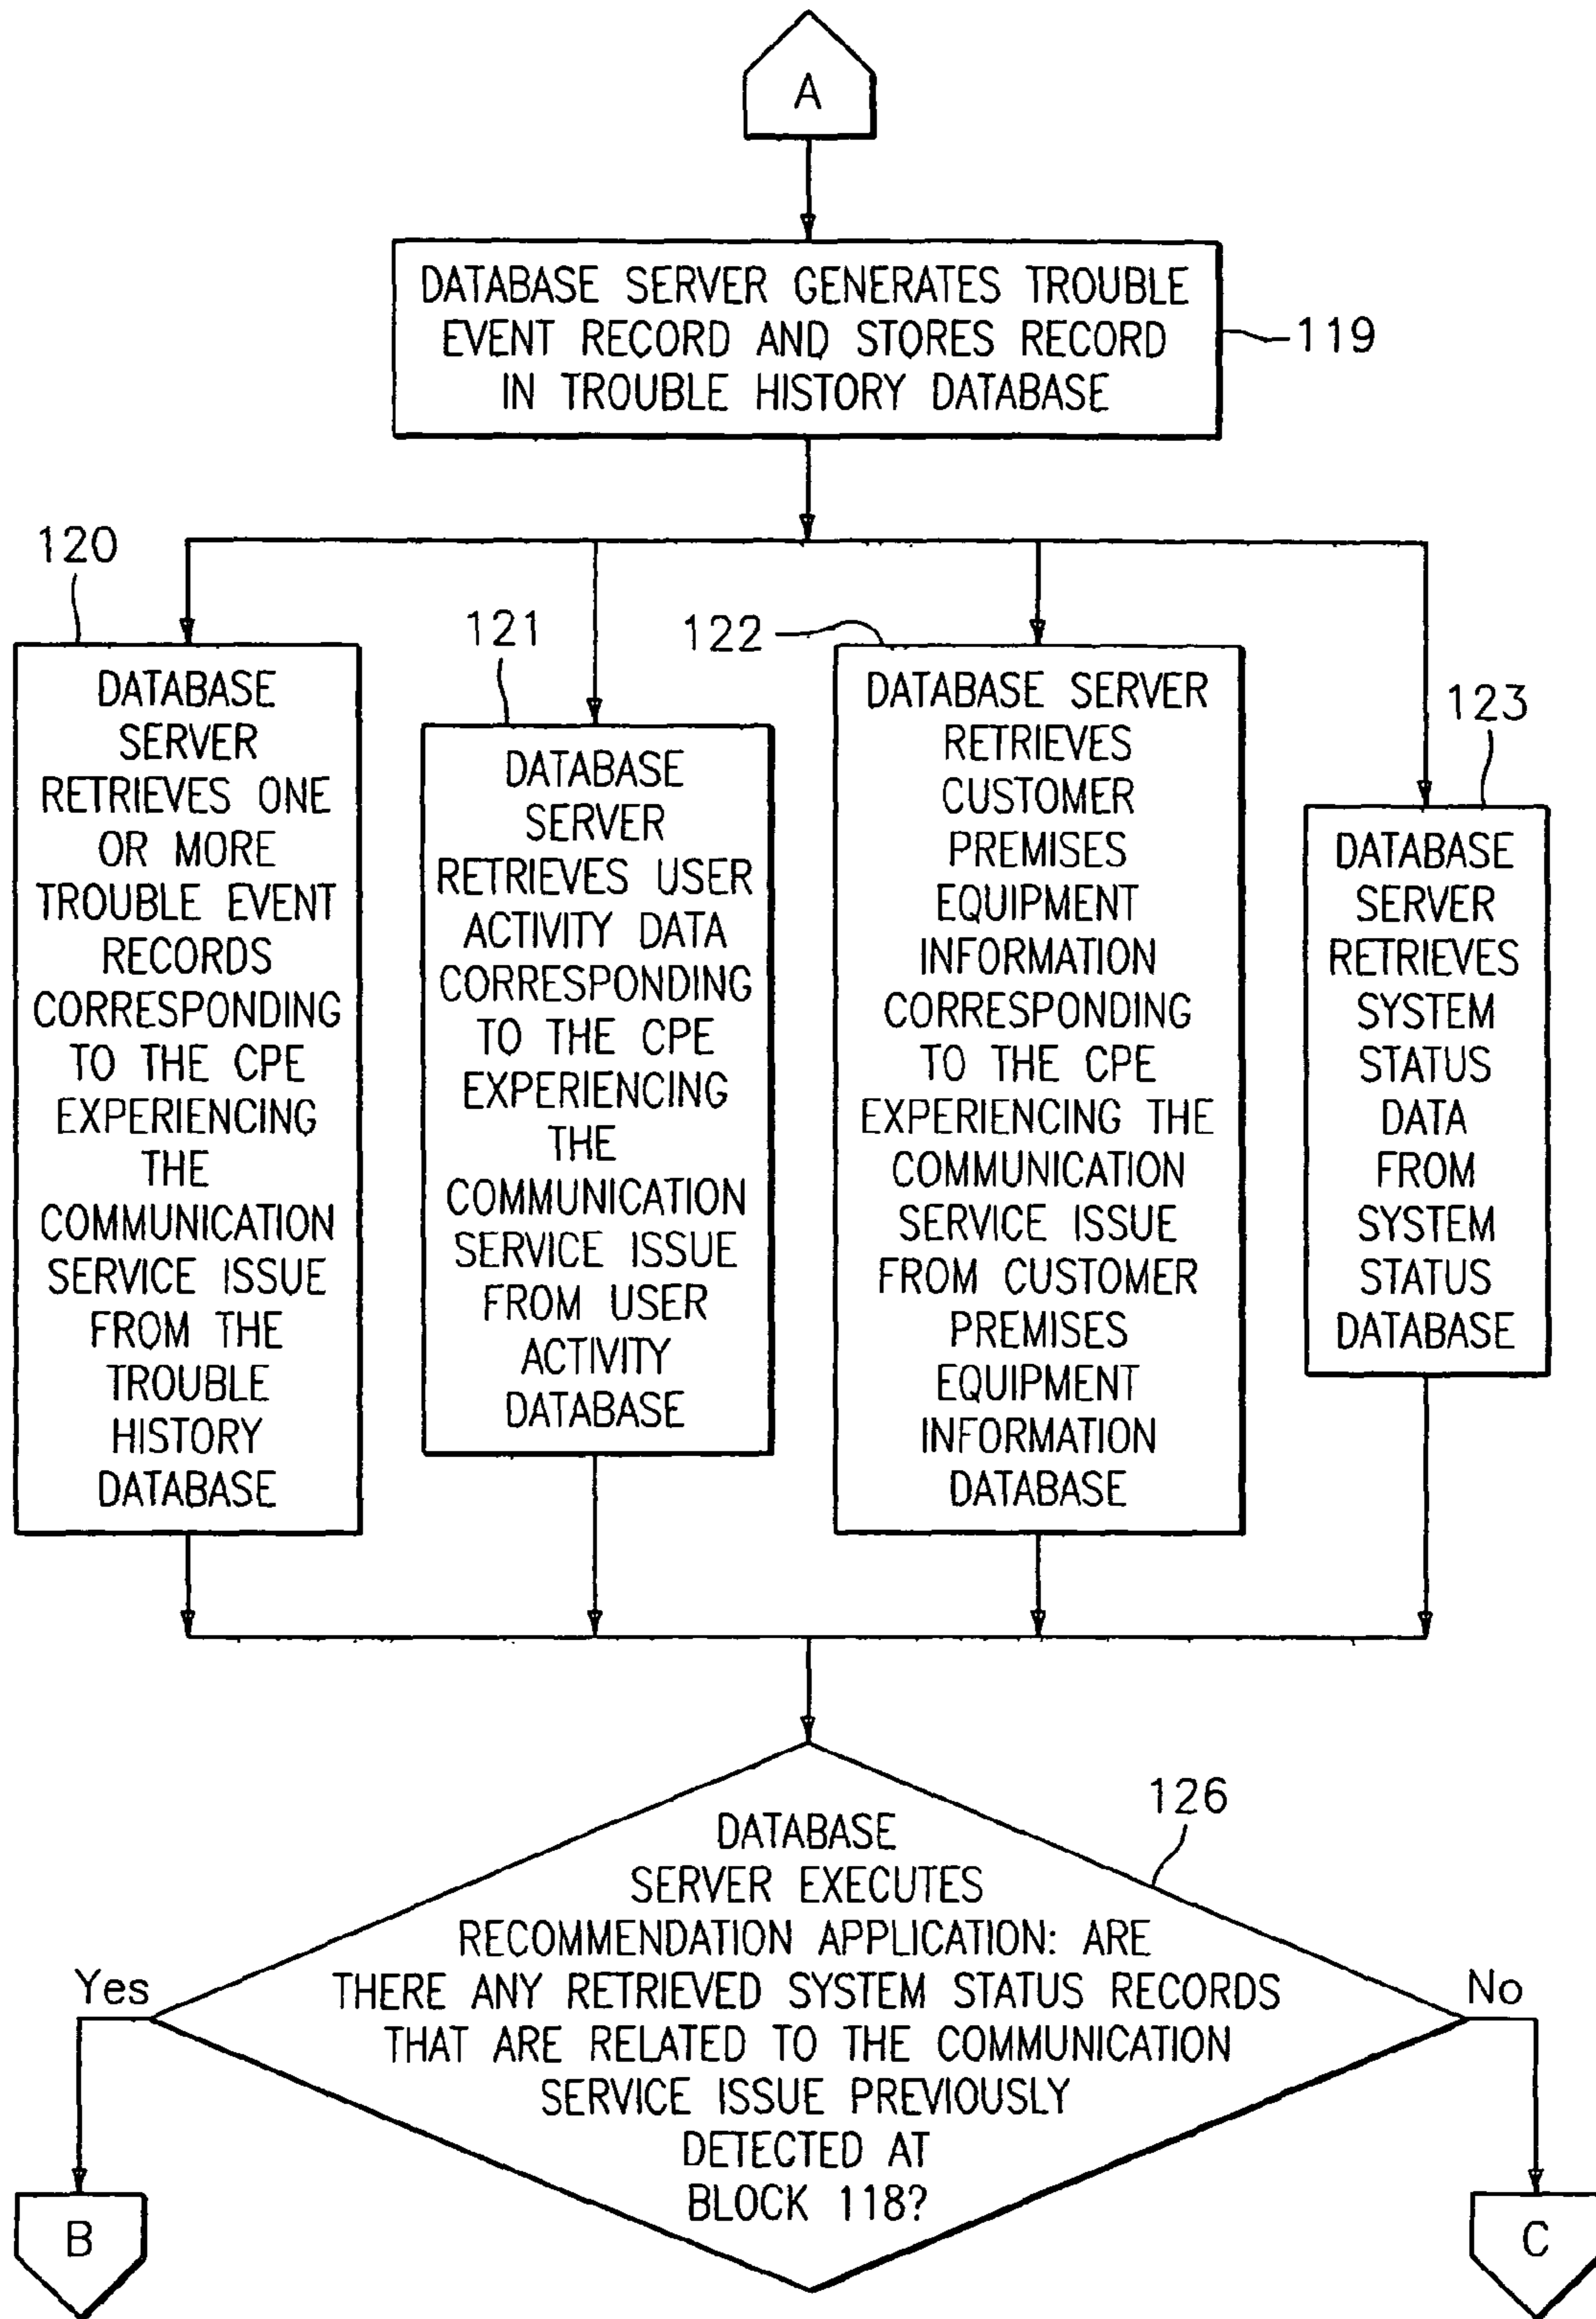 A
DATABASE SERVER GENERATES TROUBLE
EVENT RECORD AND STORES RECORD
IN TROUBLE HISTORY DATABASE
119
120
DATABASE
SERVER
RETRIEVES ONE
OR MORE
TROUBLE EVENT
RECORDS
CORRESPONDING
TO THE CPE
EXPERIENCING
THE
COMMUNICATION
SERVICE ISSUE
FROM THE
TROUBLE
HISTORY
DATABASE
121
DATABASE
SERVER
RETRIEVES USER
ACTIVITY DATA
CORRESPONDING
TO THE CPE
EXPERIENCING
THE
COMMUNICATION
SERVICE ISSUE
FROM USER
ACTIVITY
DATABASE
122
DATABASE SERVER
RETRIEVES
CUSTOMER
PREMISES
EQUIPMENT
INFORMATION
CORRESPONDING
TO THE CPE
EXPERIENCING THE
COMMUNICATION
SERVICE ISSUE
FROM CUSTOMER
PREMISES
EQUIPMENT
INFORMATION
DATABASE
123
DATABASE
SERVER
RETRIEVES
SYSTEM
STATUS
DATA
FROM
SYSTEM
STATUS
DATABASE
126
DATABASE
SERVER EXECUTES
RECOMMENDATION APPLICATION: ARE
THERE ANY RETRIEVED SYSTEM STATUS RECORDS
THAT ARE RELATED TO THE COMMUNICATION
SERVICE ISSUE PREVIOUSLY
DETECTED AT
BLOCK 118?
Yes
No
B
C